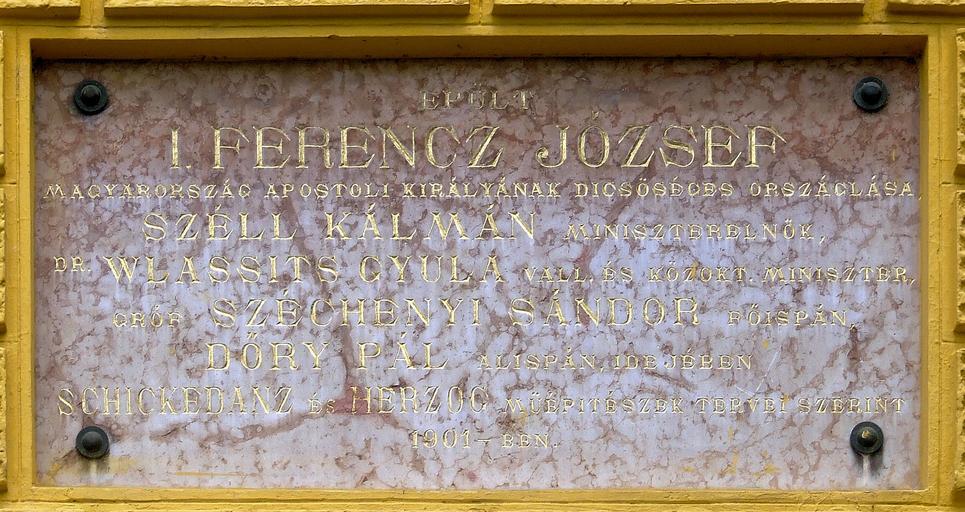 EPÜLT
I. FERENCZ JÓZSEF
MAGYARORSZÁG APOSTOLI KIRÁLYÁNAK DICSŐSÉGES ORSZÁGLÁSA,
SZÉLL KÁLMÁN MINISZTERELNÖK,
DR. WLASSITS GYULA VALL. ÉS KÖZOKT. MINISZTER,
GRÓF SZÉCHENYI SÁNDOR FŐISPÁN,
DŐRY PÁL ALISPÁN, IDEJÉBEN
SCHICKEDANZ ÉS HERZOG MŰÉPITÉSZEK TERVEI SZERINT
1901-BEN.